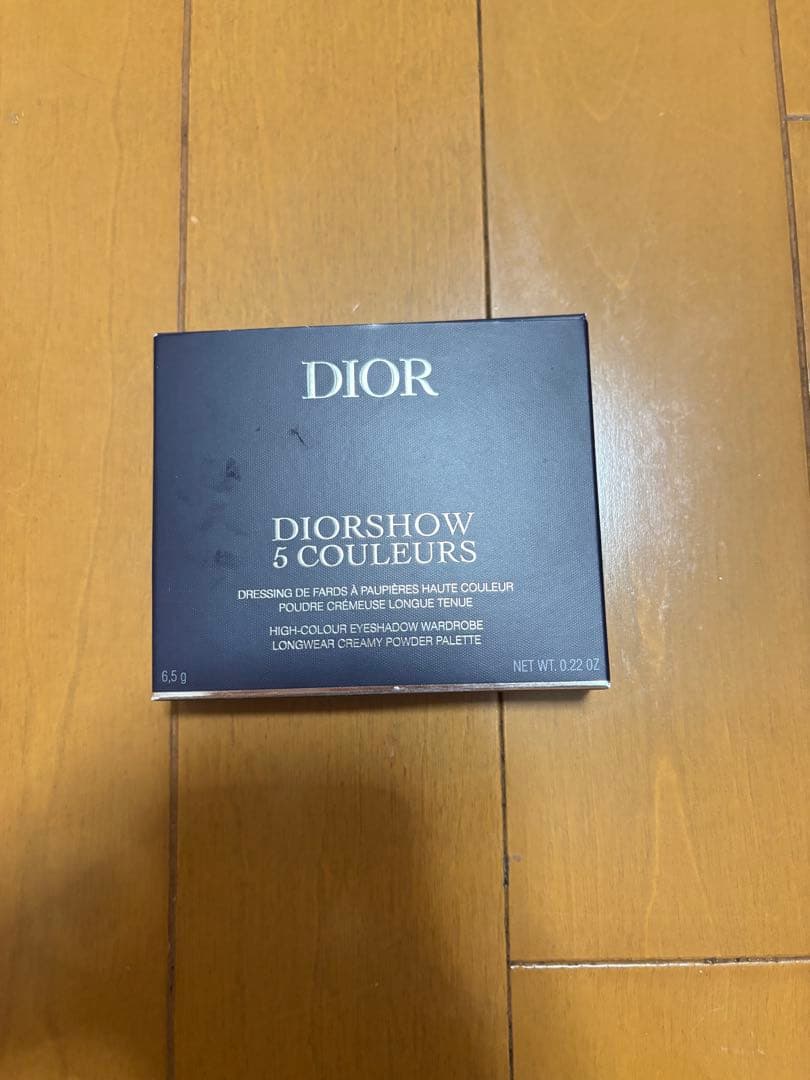 DIOR
DIORSHOW
5 COULEURS
DRESSING DE FARDS À PAUPIÈRES HAUTE COULEUR
POUDRE CRÉMEUSE LONGUE TENUE
HIGH-COLOUR EYESHADOW WARDROBE
LONGWEAR CREAMY POWDER PALETTE
6,5 g
NET WT. 0.22 OZ